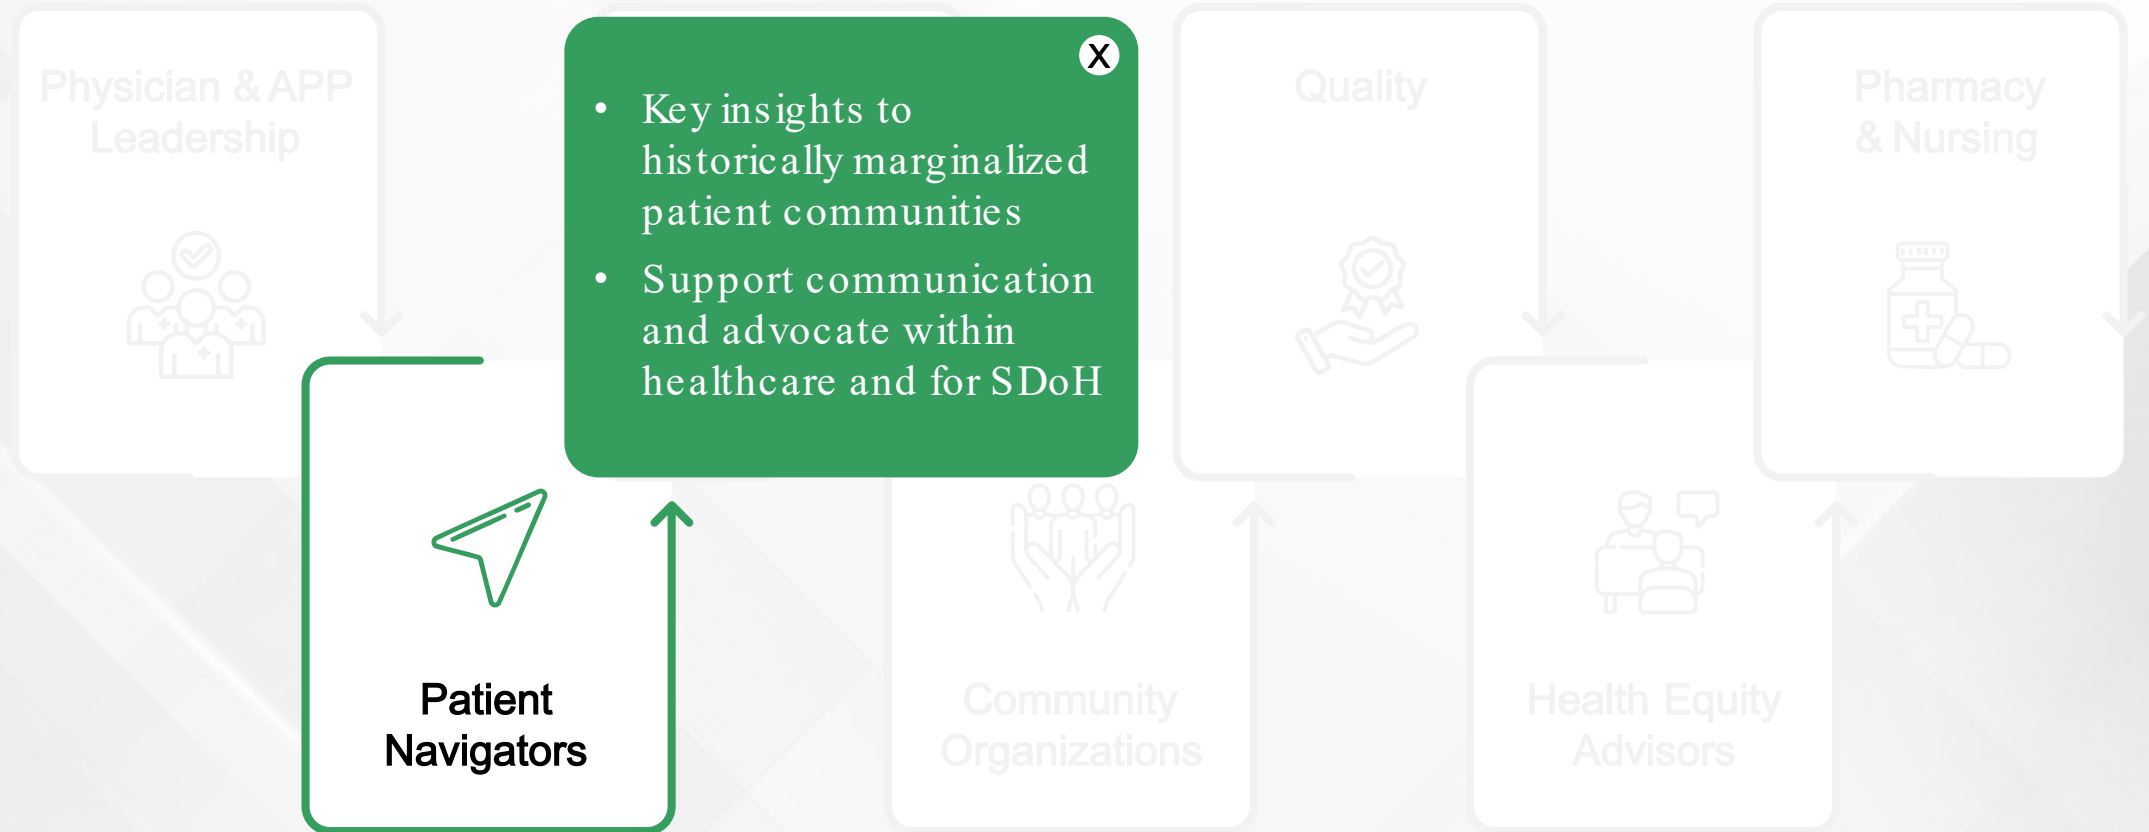 Physician & APP
Leadership
X
• Key insights to
historically marginalized
patient communities
• Support communication
and advocate within
healthcare and for SDoH
Quality
Pharmacy
& Nursing
Patient
Navigators
Community
Organizations
Health Equity
Advisors